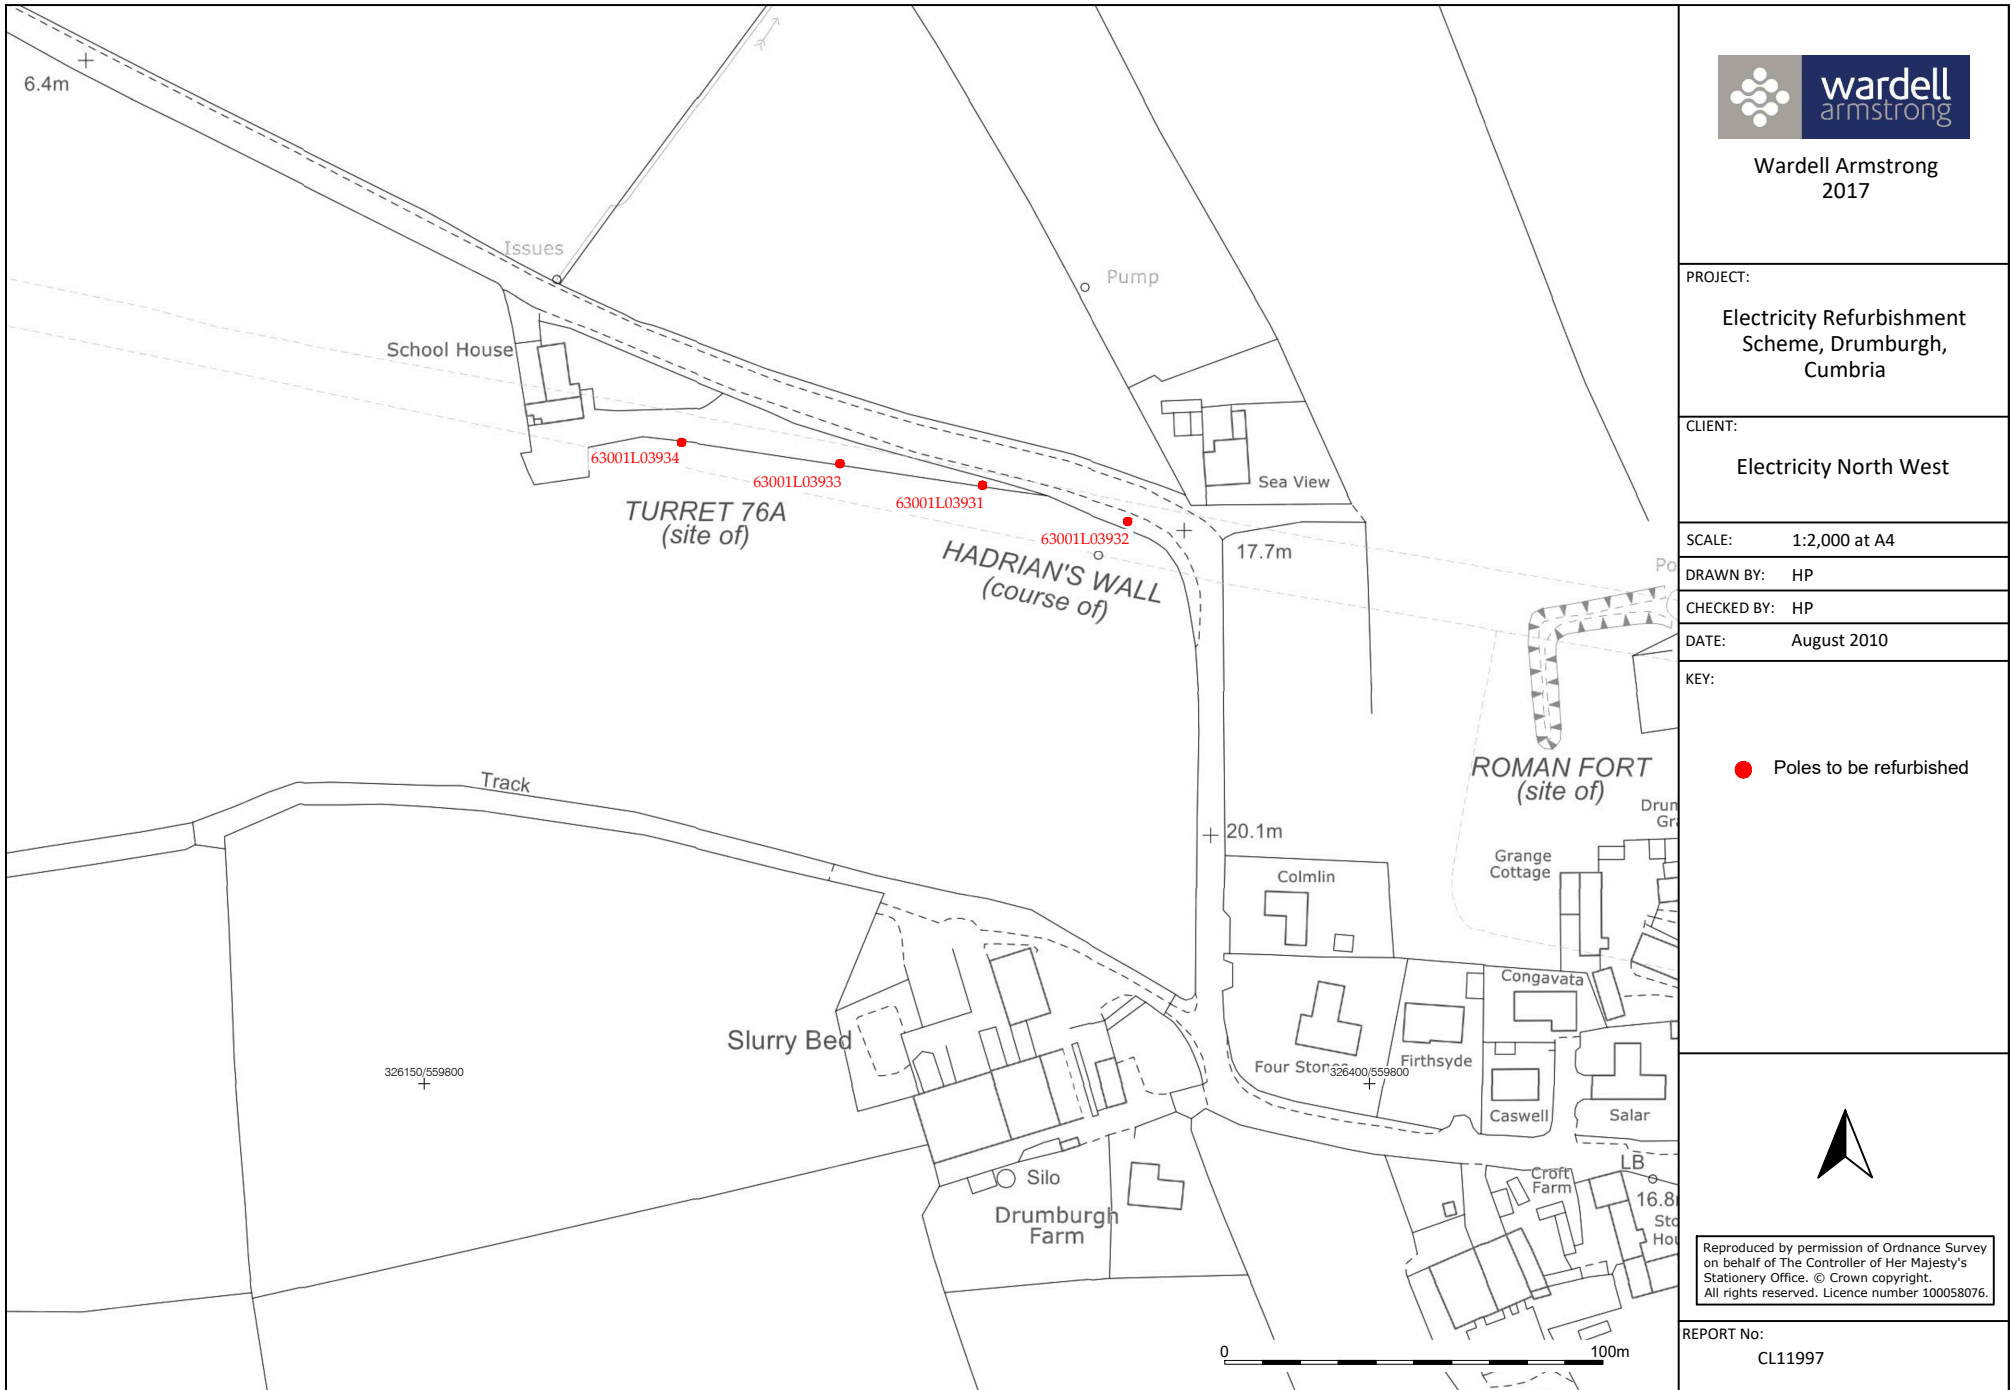 6.4m
Issues
Pump
School House
63001L03934
63001L03933
63001L03931
63001L03932
TURRET 76A
(site of)
HADRIAN'S WALL
(course of)
Sea View
17.7m
ROMAN FORT
(site of)
Track
20.1m
Colmlin
Grange
Cottage
Congavata
Slurry Bed
326150/559800
Four Stones
326400/559800
Firthsyde
Caswell
Salar
Silo
Drumburgh
Farm
Croft
Farm
LB
0
100m
wardell
armstrong
Wardell Armstrong
2017
PROJECT:
Electricity Refurbishment
Scheme, Drumburgh,
Cumbria
CLIENT:
Electricity North West
SCALE: 1:2,000 at A4
DRAWN BY: HP
CHECKED BY: HP
DATE: August 2010
KEY:
Poles to be refurbished
Reproduced by permission of Ordnance Survey
on behalf of The Controller of Her Majesty's
Stationery Office. © Crown copyright.
All rights reserved. Licence number 100058076.
REPORT No:
CL11997